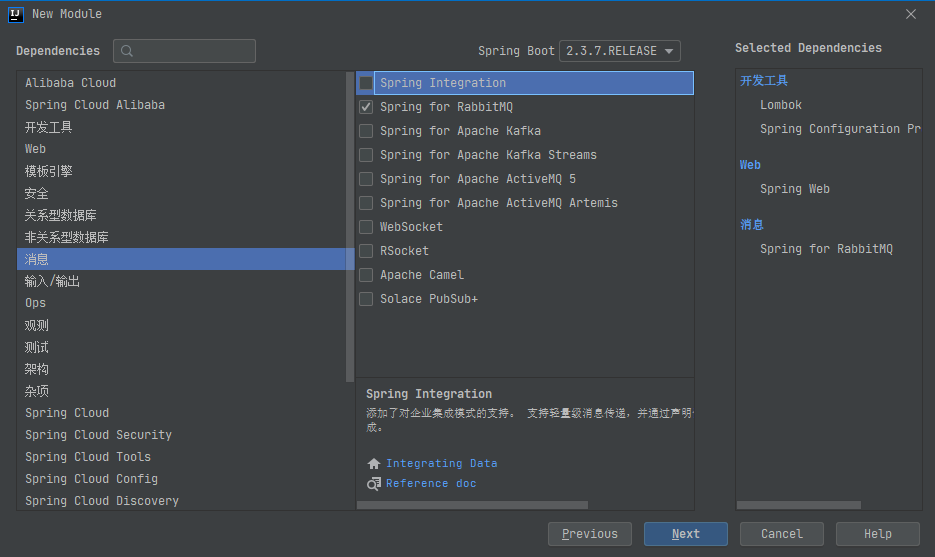 New Module
Dependencies
Spring Boot 2.3.7.RELEASE
Selected Dependencies
Alibaba Cloud
Spring Cloud Alibaba
开发工具
Web
模板引擎
安全
关系型数据库
非关系型数据库
消息
输入/输出
Ops
观测
测试
架构
杂项
Spring Cloud
Spring Cloud Security
Spring Cloud Tools
Spring Cloud Config
Spring Cloud Discovery
Spring Integration
Spring for RabbitMQ
Spring for Apache Kafka
Spring for Apache Kafka Streams
Spring for Apache ActiveMQ 5
Spring for Apache ActiveMQ Artemis
WebSocket
RSocket
Apache Camel
Solace PubSub+
Spring Integration
添加了对企业集成模式的支持。 支持轻量级消息传递，并通过声明
成。
Integrating Data
Reference doc
开发工具
Lombok
Spring Configuration Pr
Web
Spring Web
消息
Spring for RabbitMQ
Previous
Next
Cancel
Help